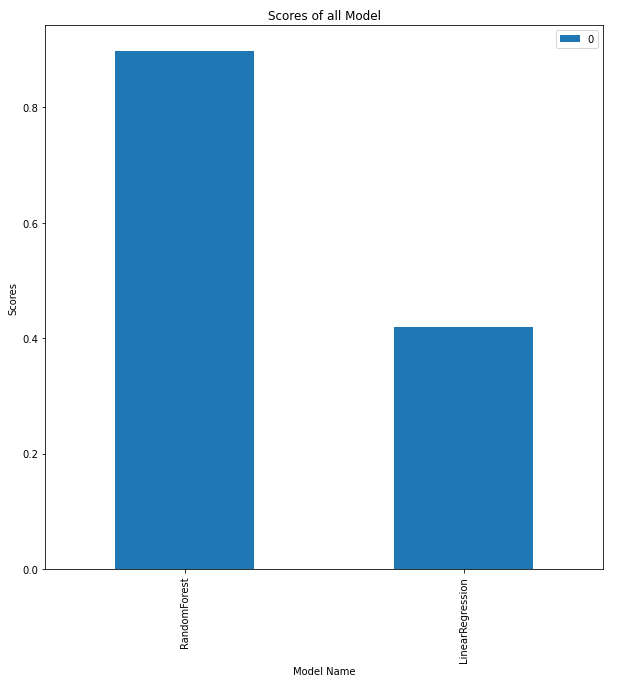 Scores of all Model
0
0.8
0.6
0.4
0.2
0.0
Scores
RandomForest
LinearRegression
Model Name